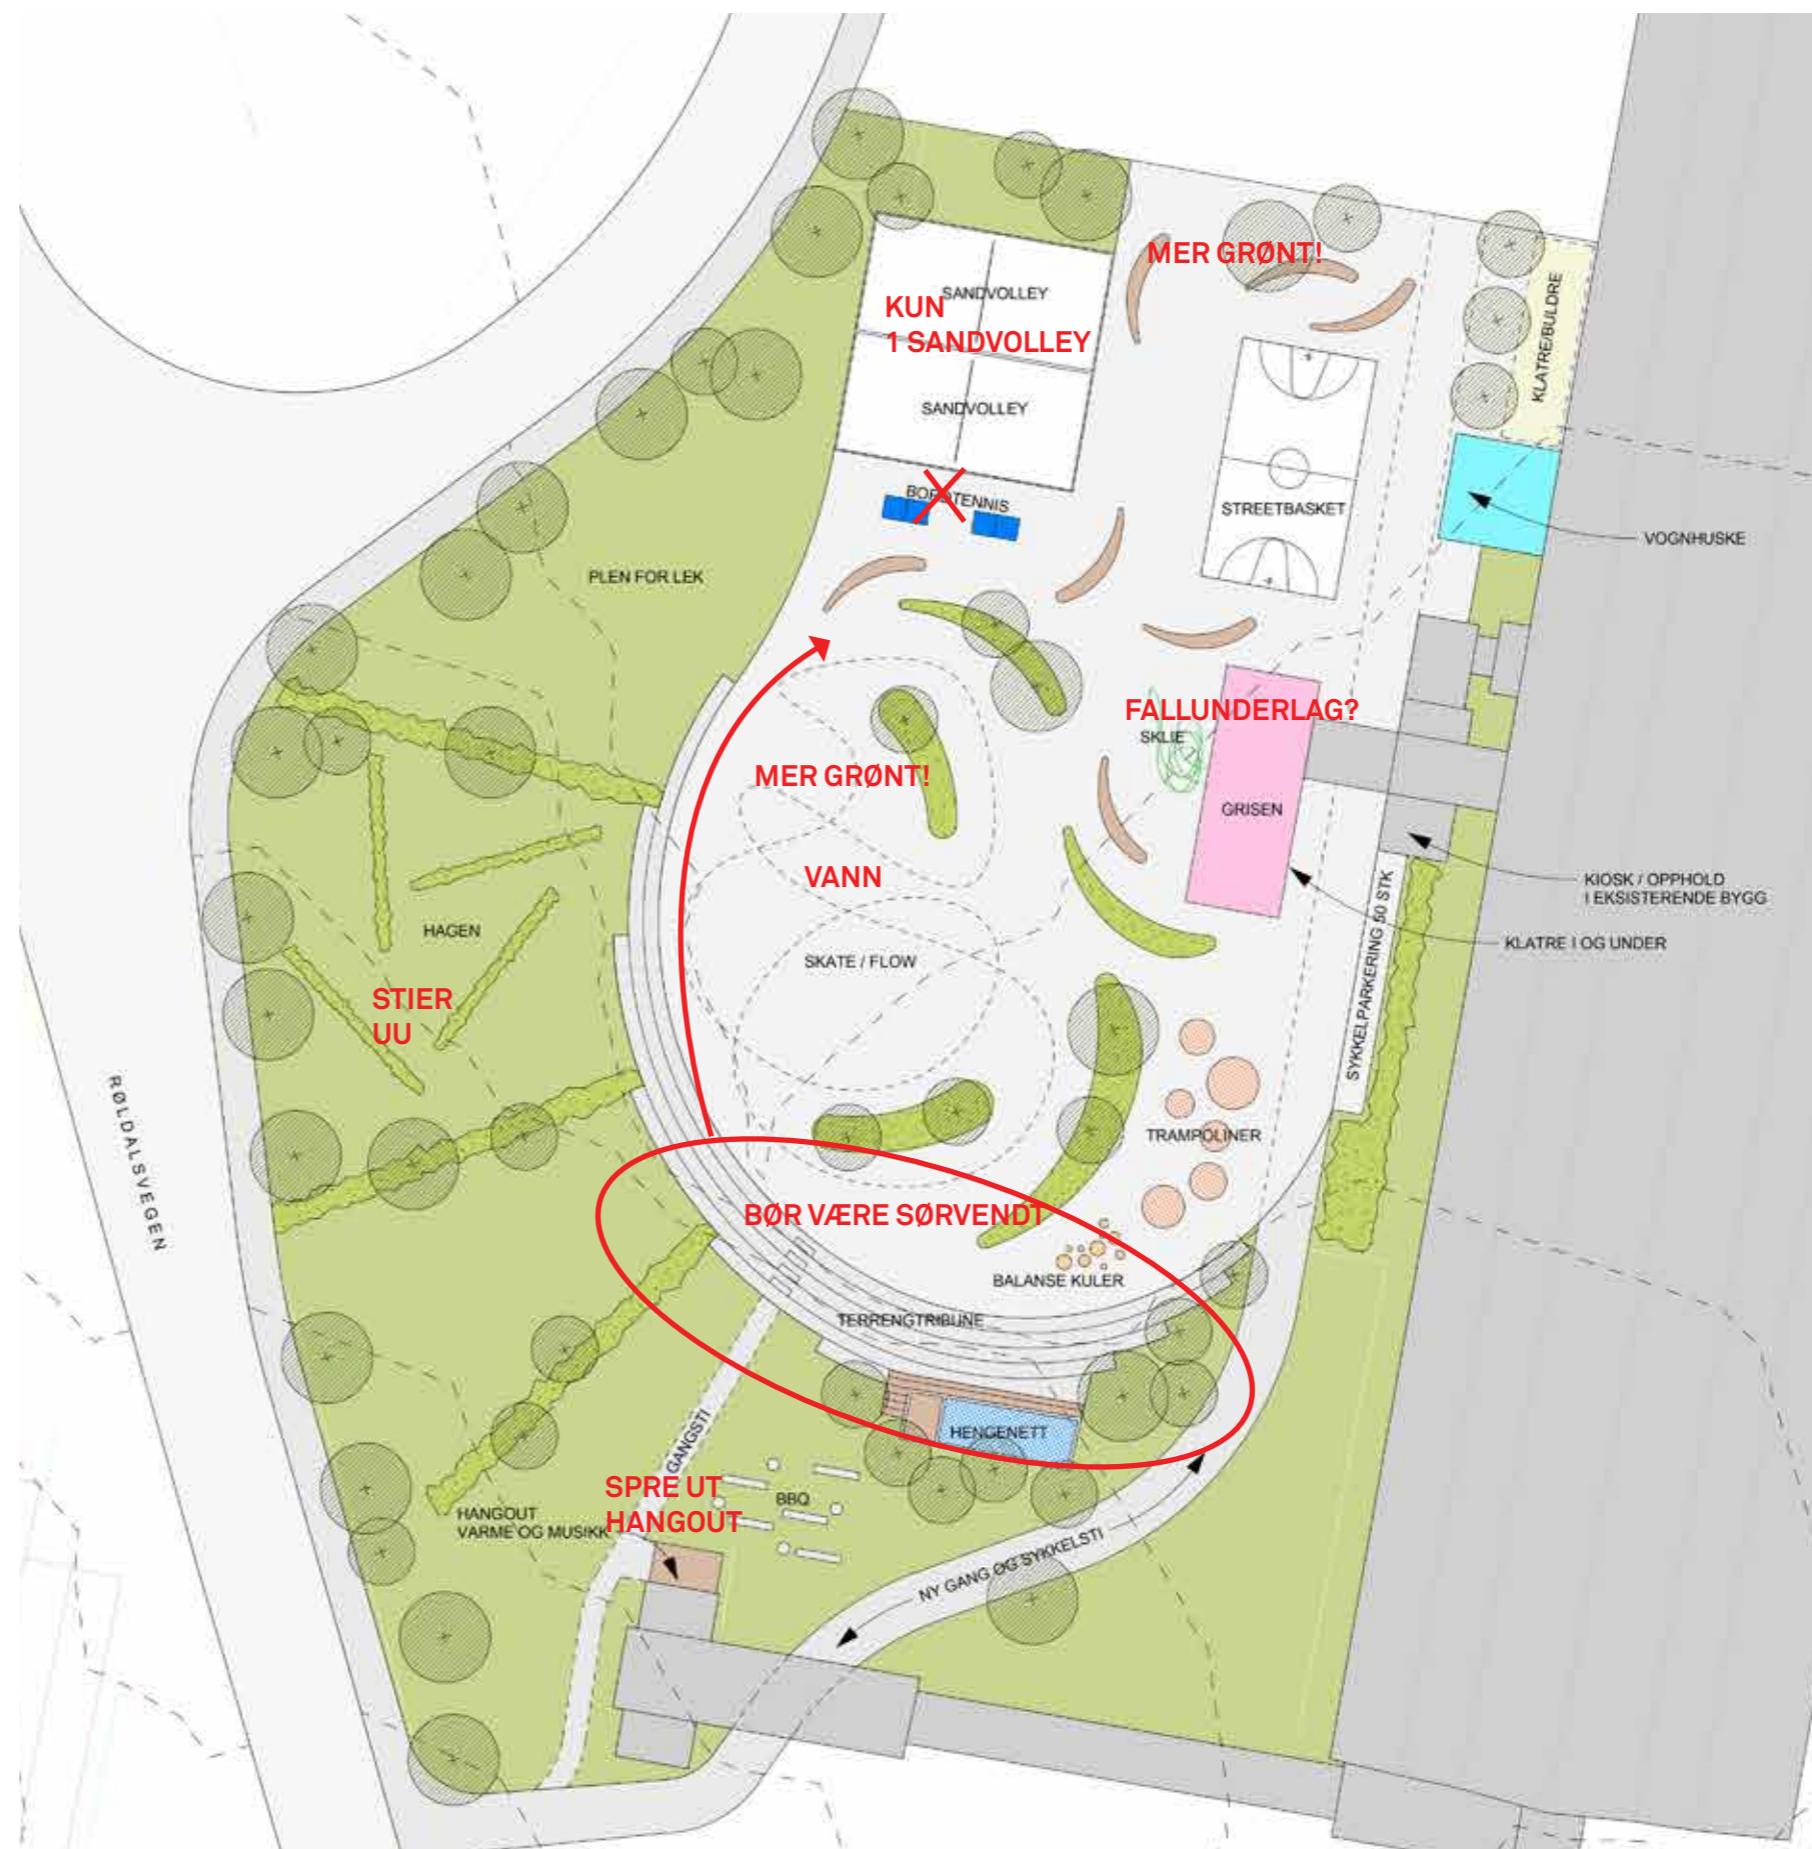 MER GRØNT!
SANDVOLLEY
KUN
1 SANDVOLLEY
SANDVOLLEY
KLATRE/BULDRE
BORDTENNIS
STREETBASKET
VOGNHUSKE
PLEN FOR LEK
FALLUNDERLAG?
SKLIE
MER GRØNT!
GRISEN
VANN
KIOSK / OPPHOLD
I EKSISTERENDE BYGG
HAGEN
KLATRE I OG UNDER
SKATE / FLOW
SYKKELPARKERING 50 STK
STIER
UU
RØLDALSVEGEN
TRAMPOLINER
BØR VÆRE SØRVENDT
BALANSE KULER
TERRENGTRIBUNE
HENGENETT
GANGSTI
SPRE UT
HANGOUT
BBQ
HANGOUT
VARME OG MUSIKK
NY GANG OG SYKKELSTI